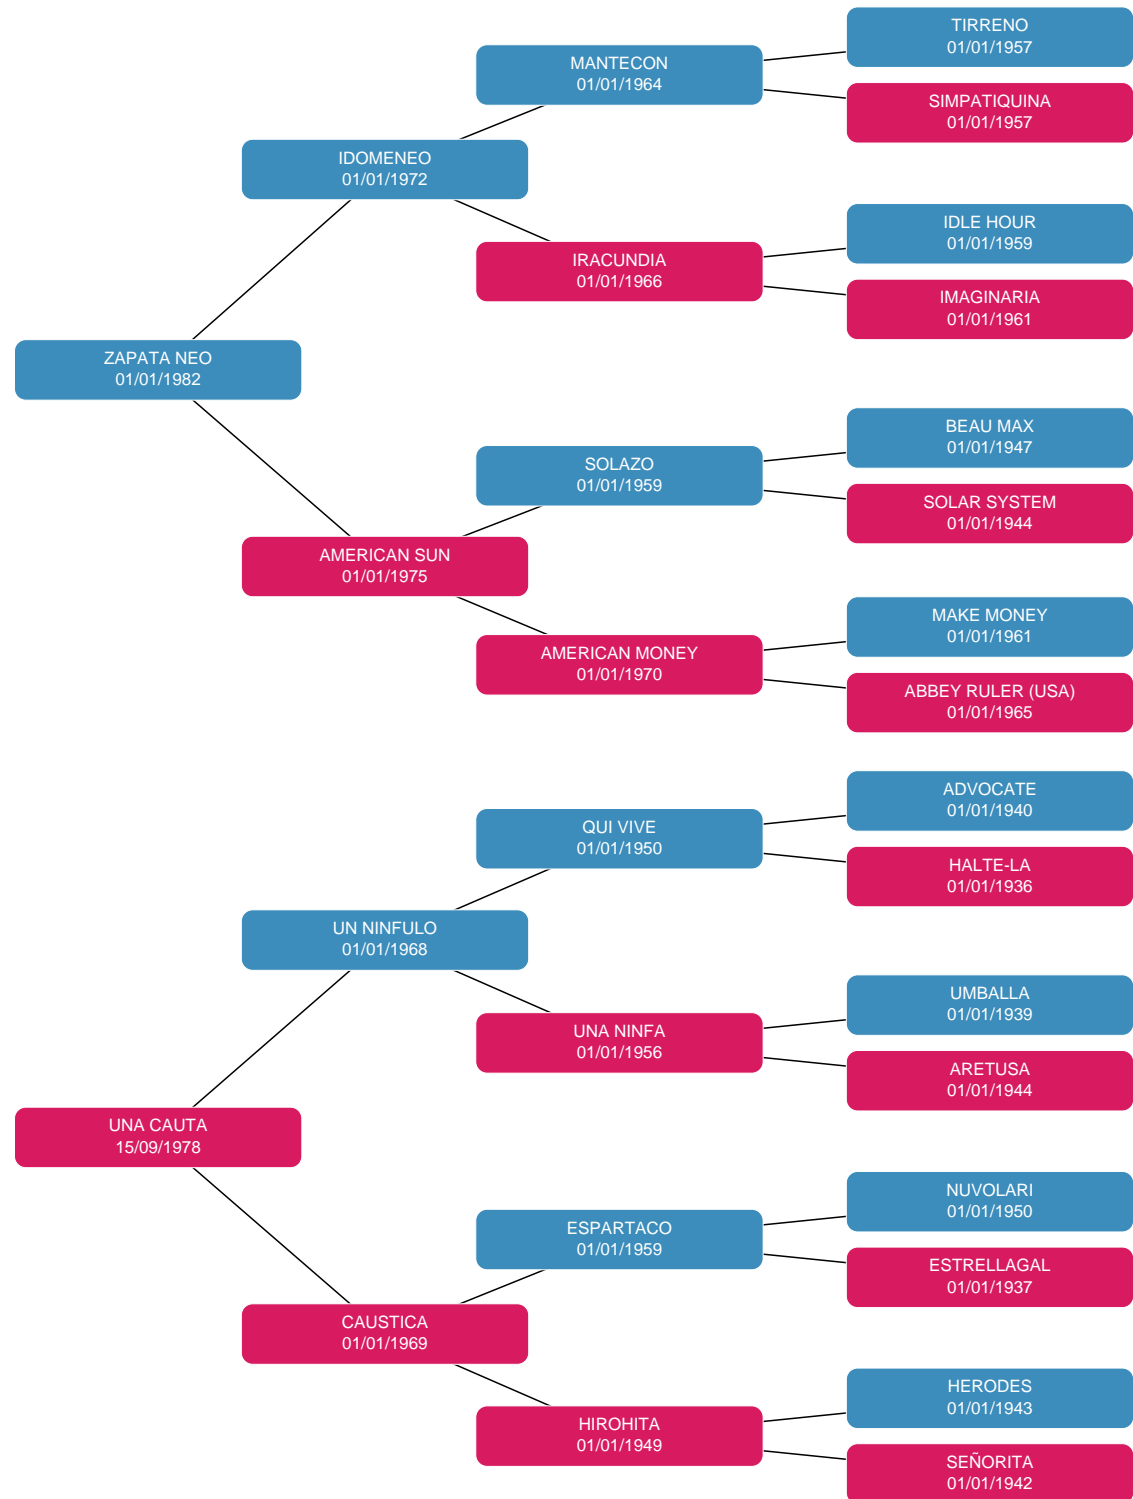 TIRRENO
01/01/1957
MANTECON
01/01/1964
SIMPATIQUINA
01/01/1957
IDOMENEO
01/01/1972
IDLE HOUR
01/01/1959
IRACUNDIA
01/01/1966
IMAGINARIA
01/01/1961
ZAPATA NEO
01/01/1982
BEAU MAX
01/01/1947
SOLAZO
01/01/1959
SOLAR SYSTEM
01/01/1944
AMERICAN SUN
01/01/1975
MAKE MONEY
01/01/1961
AMERICAN MONEY
01/01/1970
ABBEY RULER (USA)
01/01/1965
ADVOCATE
01/01/1940
QUI VIVE
01/01/1950
HALTE-LA
01/01/1936
UN NINFULO
01/01/1968
UMBALLA
01/01/1939
UNA NINFA
01/01/1956
ARETUSA
01/01/1944
UNA CAUTA
15/09/1978
NUVOLARI
01/01/1950
ESPARTACO
01/01/1959
ESTRELLAGAL
01/01/1937
CAUSTICA
01/01/1969
HERODES
01/01/1943
HIROHITA
01/01/1949
SEÑORITA
01/01/1942